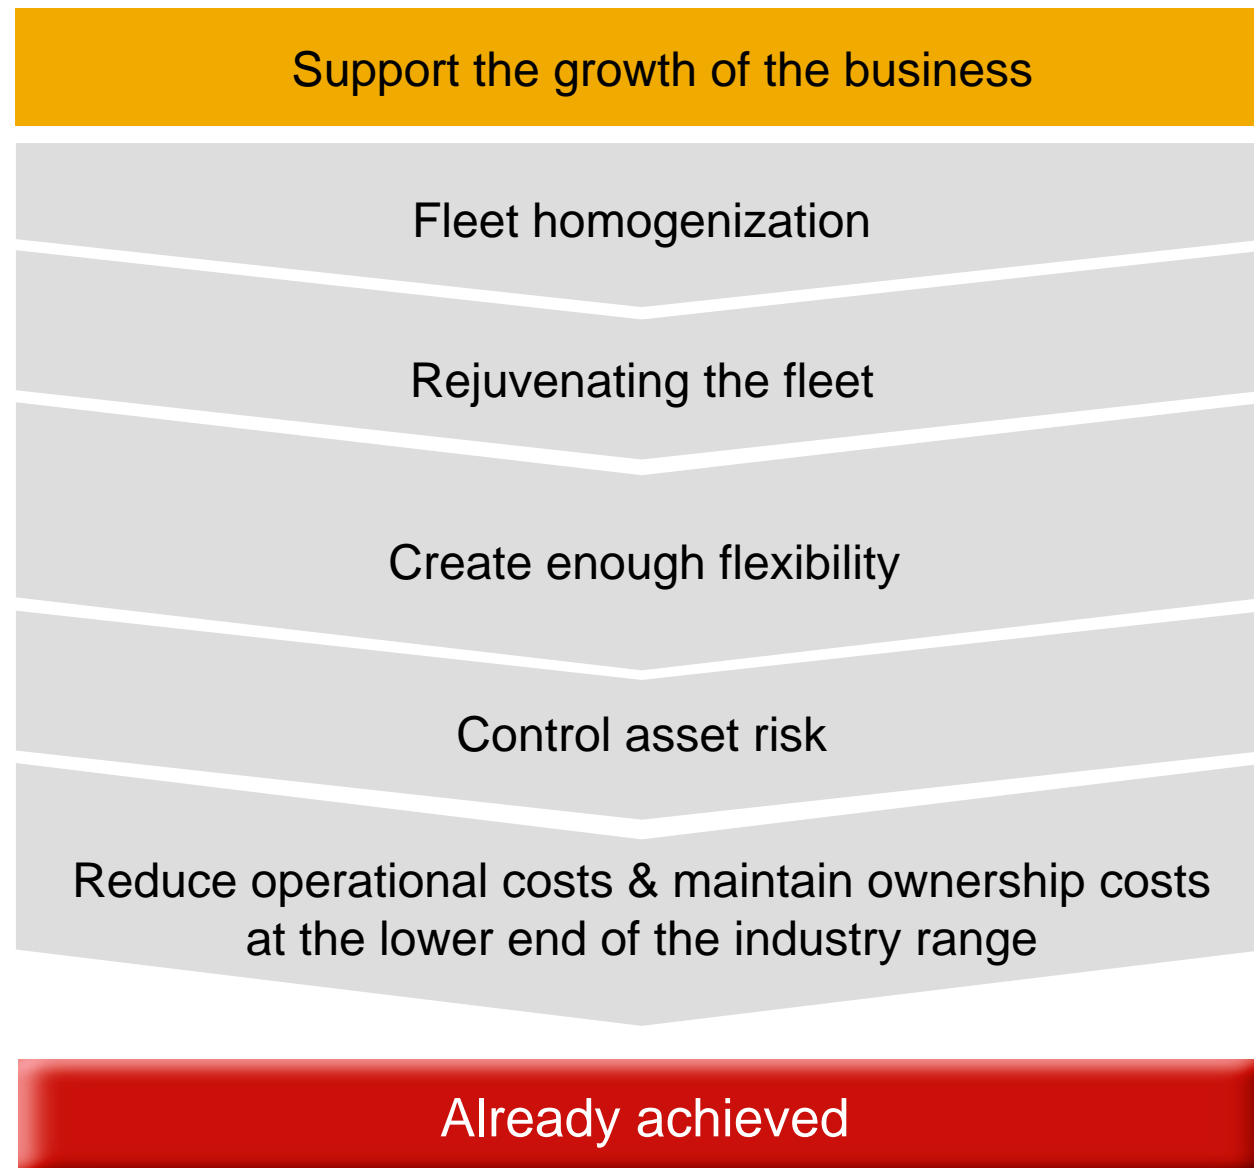 Support the growth of the business
Fleet homogenization
Rejuvenating the fleet
Create enough flexibility
Control asset risk
Reduce operational costs & maintain ownership costs
at the lower end of the industry range
Already achieved